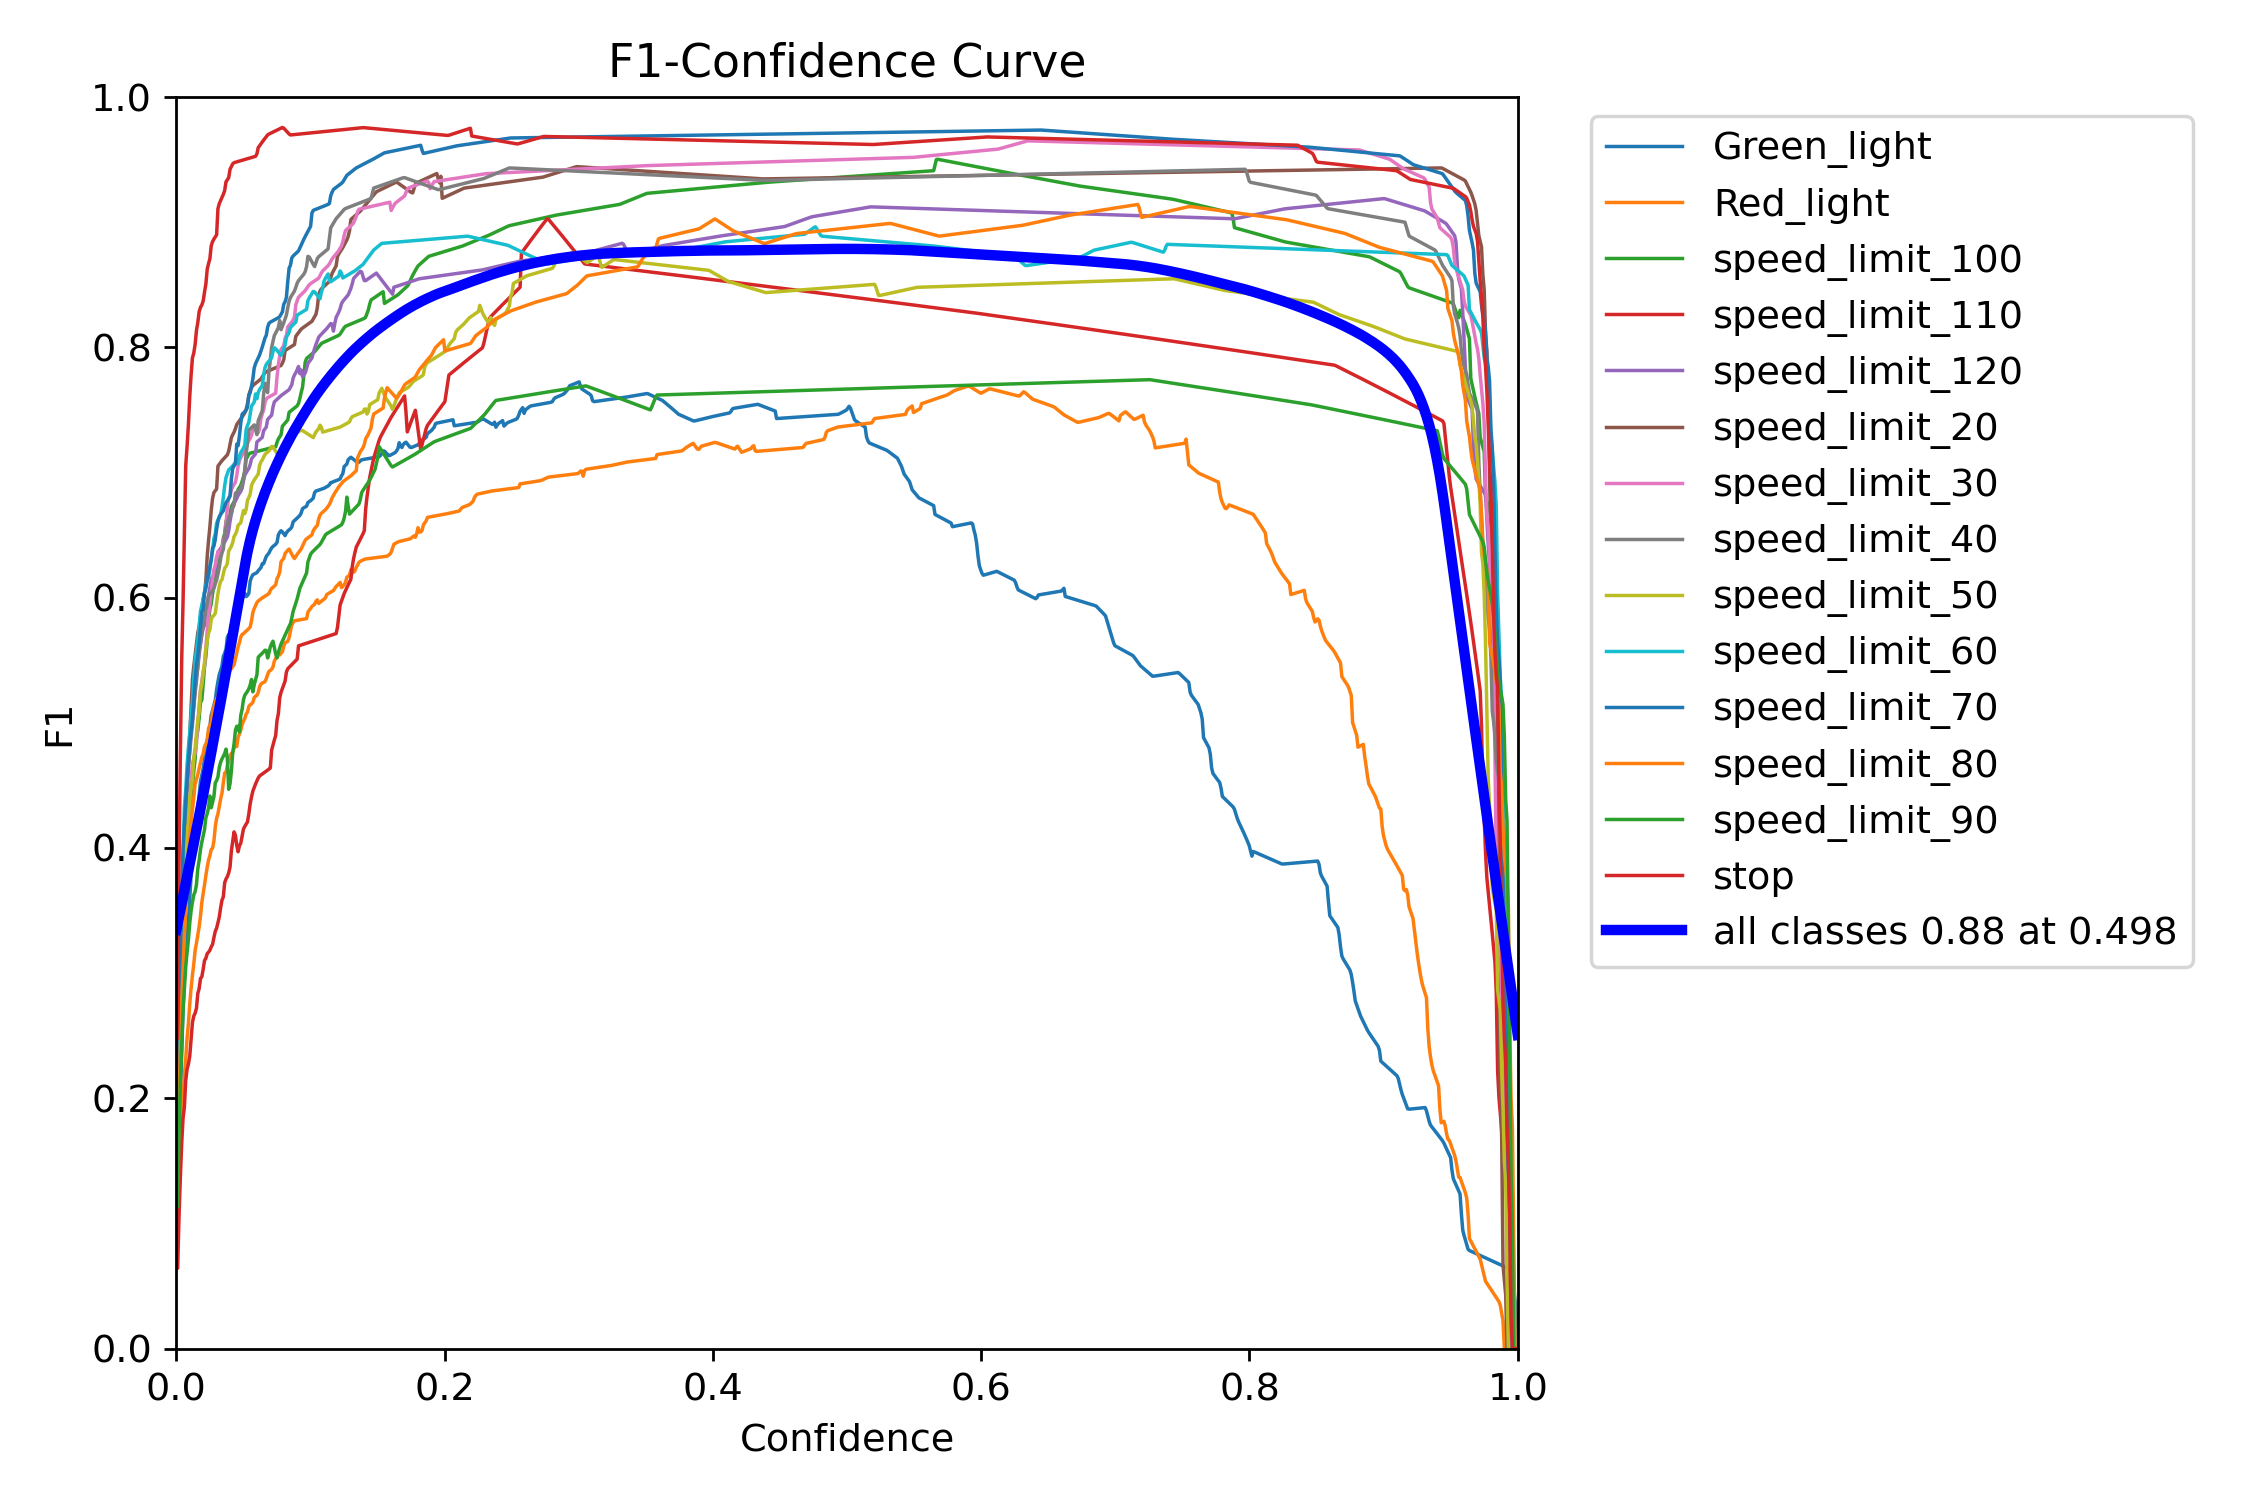 F1-Confidence Curve
1.0
0.8
0.6
0.4
0.2
0.0
F1
0.0 0.2 0.4 0.6 0.8 1.0
Confidence
Green_light
Red_light
speed_limit_100
speed_limit_110
speed_limit_120
speed_limit_20
speed_limit_30
speed_limit_40
speed_limit_50
speed_limit_60
speed_limit_70
speed_limit_80
speed_limit_90
stop
all classes 0.88 at 0.498